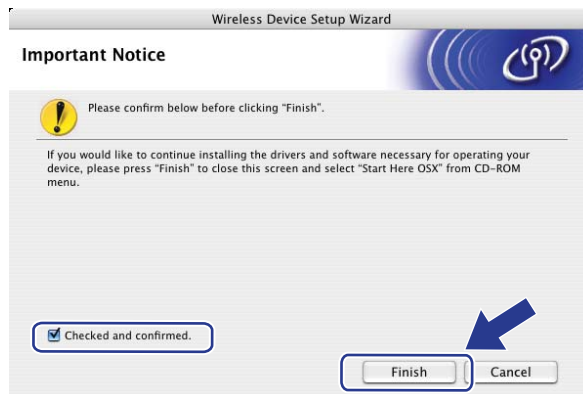 Wireless Device Setup Wizard
Important Notice
Please confirm below before clicking “Finish”.
If you would like to continue installing the drivers and software necessary for operating your
device, please press “Finish” to close this screen and select “Start Here OSX” from CD-ROM
menu.
Checked and confirmed.
Finish
Cancel